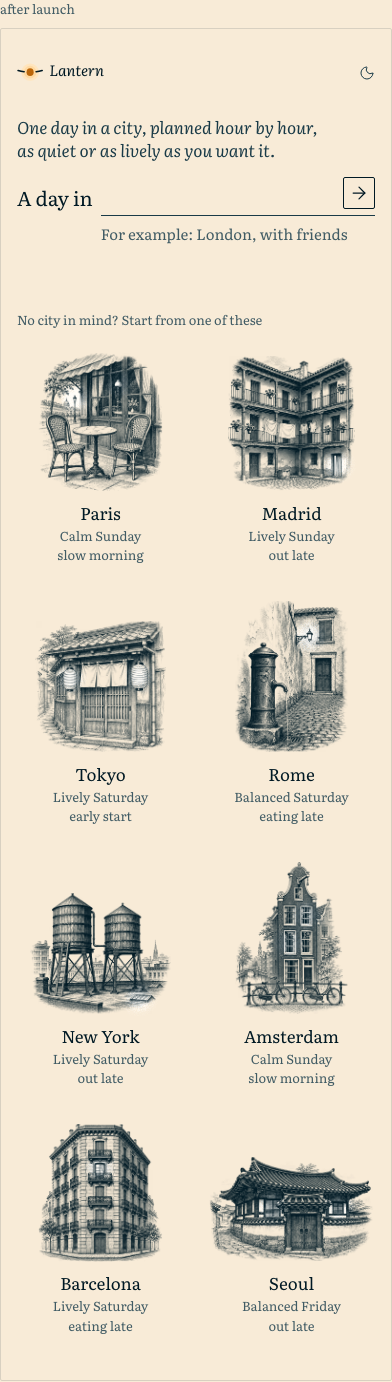 after launch
Lantern
One day in a city, planned hour by hour,
as quiet or as lively as you want it.
A day in
For example: London, with friends
No city in mind? Start from one of these
Paris
Calm Sunday
slow morning
Madrid
Lively Sunday
out late
Tokyo
Lively Saturday
early start
Rome
Balanced Saturday
eating late
New York
Lively Saturday
out late
Amsterdam
Calm Sunday
slow morning
Barcelona
Lively Saturday
eating late
Seoul
Balanced Friday
out late